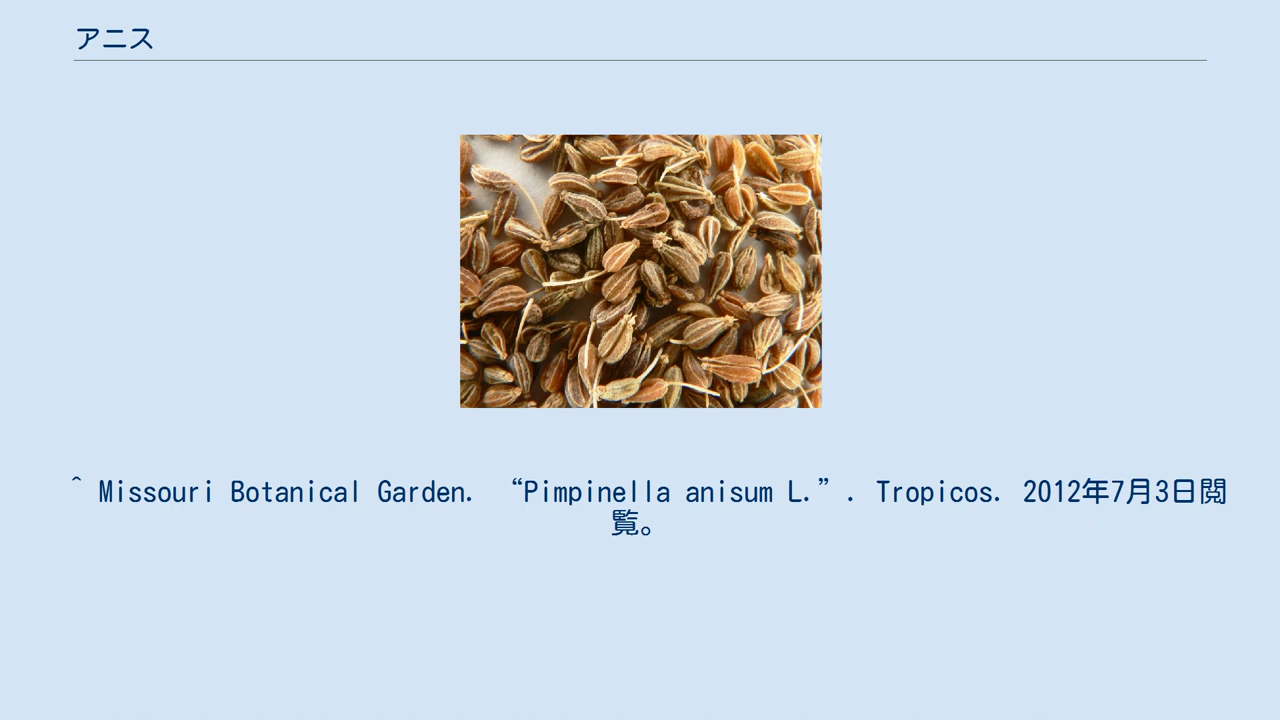 アニス
^ Missouri Botanical Garden. “Pimpinella anisum L.”. Tropicos. 2012年7月3日閲
覧。